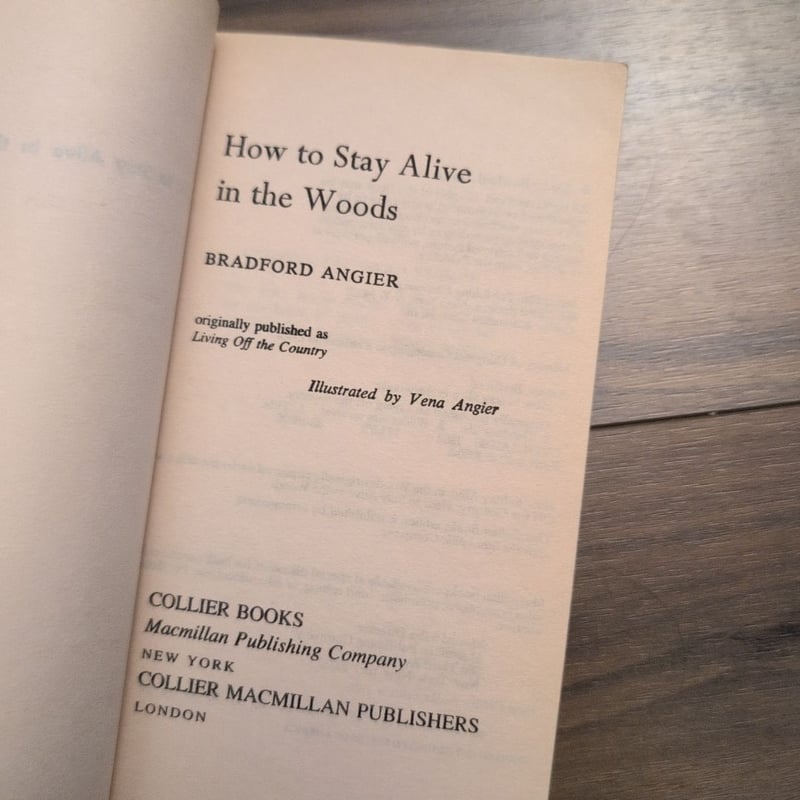 How to Stay Alive
in the Woods
BRADFORD ANGIER
originally published as
Living Off the Country
Illustrated by Vena Angier
COLLIER BOOKS
Macmillan Publishing Company
NEW YORK
COLLIER MACMILLAN PUBLISHERS
LONDON